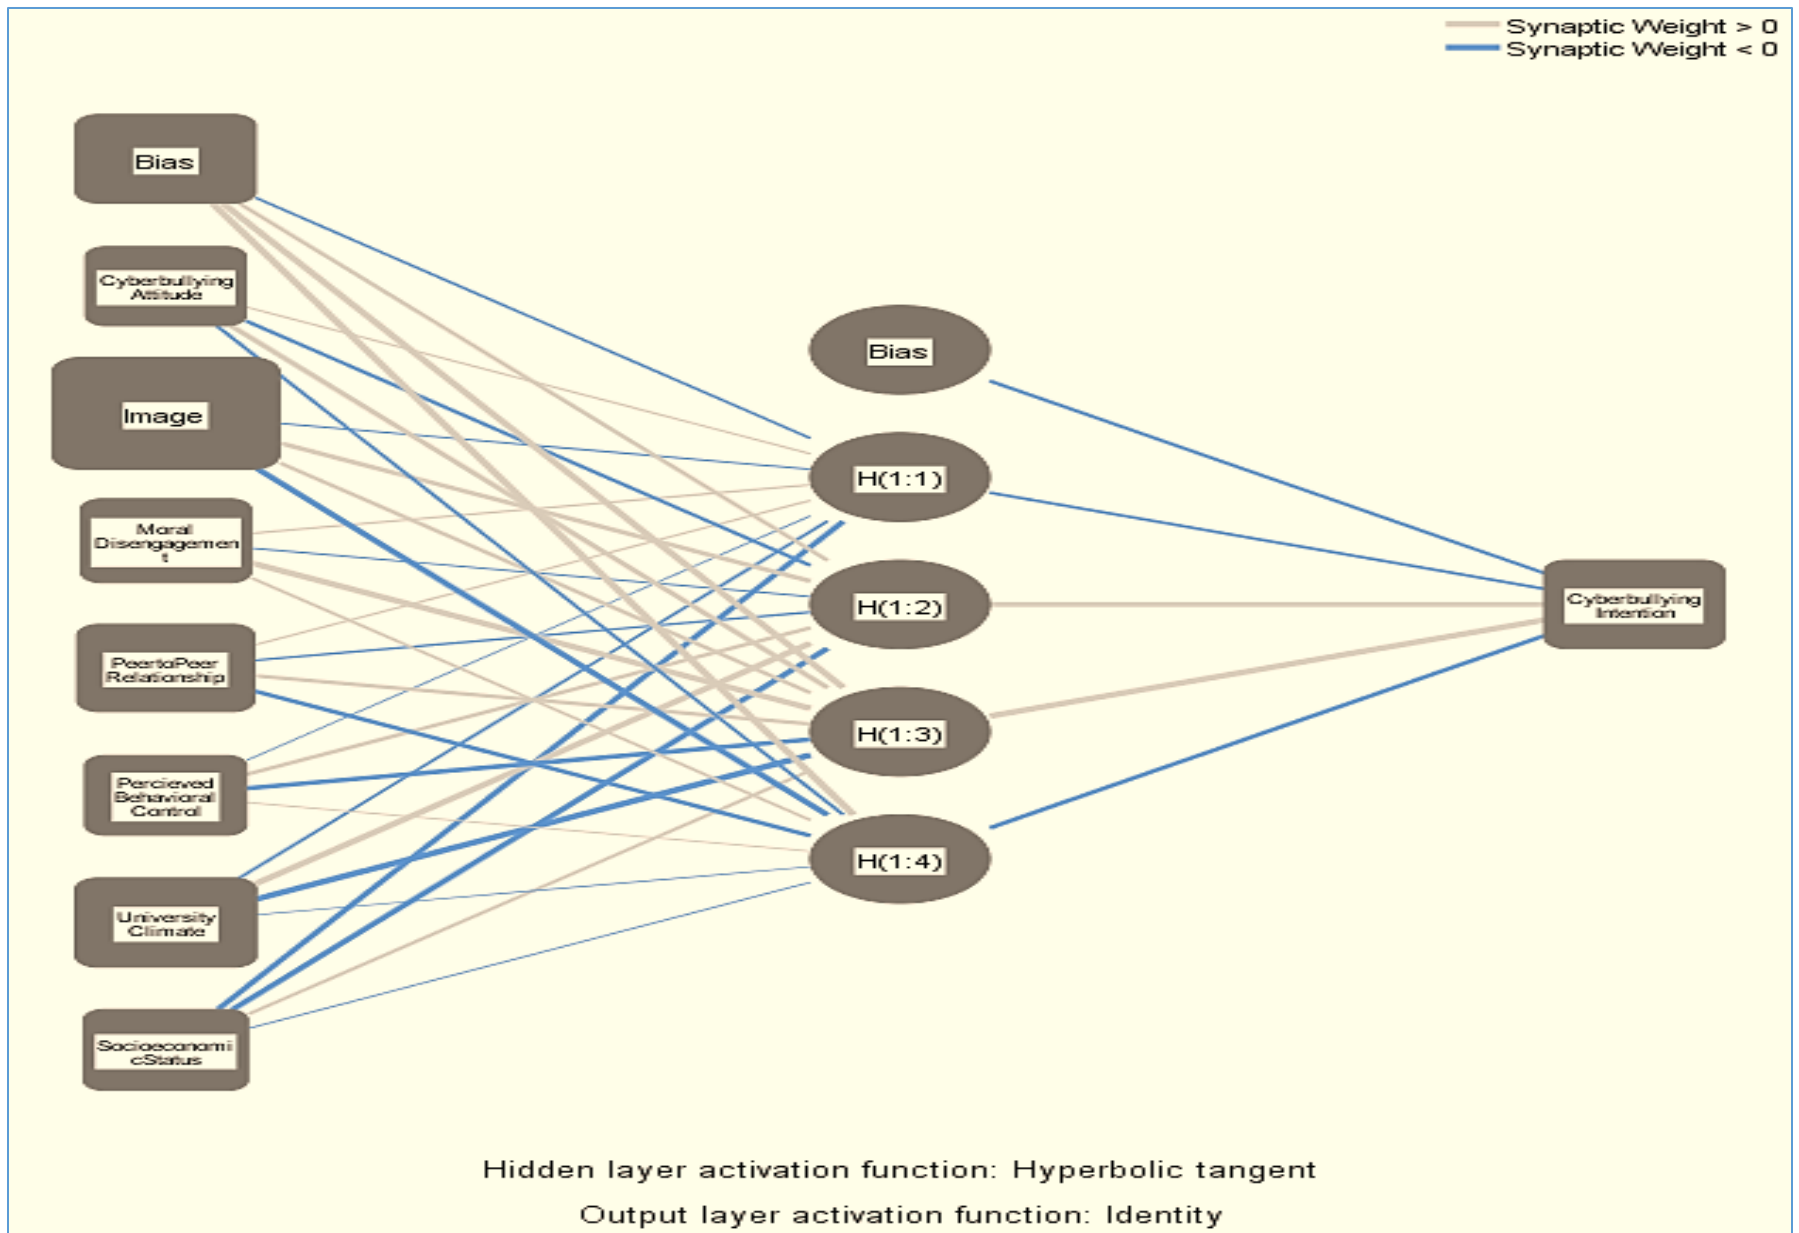 Synaptic Weight > 0
Synaptic Weight < 0
Bias
Cyberbullying
Attitude
Image
Moral
Disengagemen
t
PeertoPeer
Relationship
Percieved
Behavioral
Control
University
Climate
Socioeconomi
cStatus
Bias
H(1:1)
H(1:2)
H(1:3)
H(1:4)
Cyberbullying
Intention
Hidden layer activation function: Hyperbolic tangent
Output layer activation function: Identity